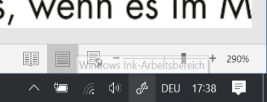 s, wenn es im M
290%
Windows Ink-Arbeitsbereich
DEU 17:38